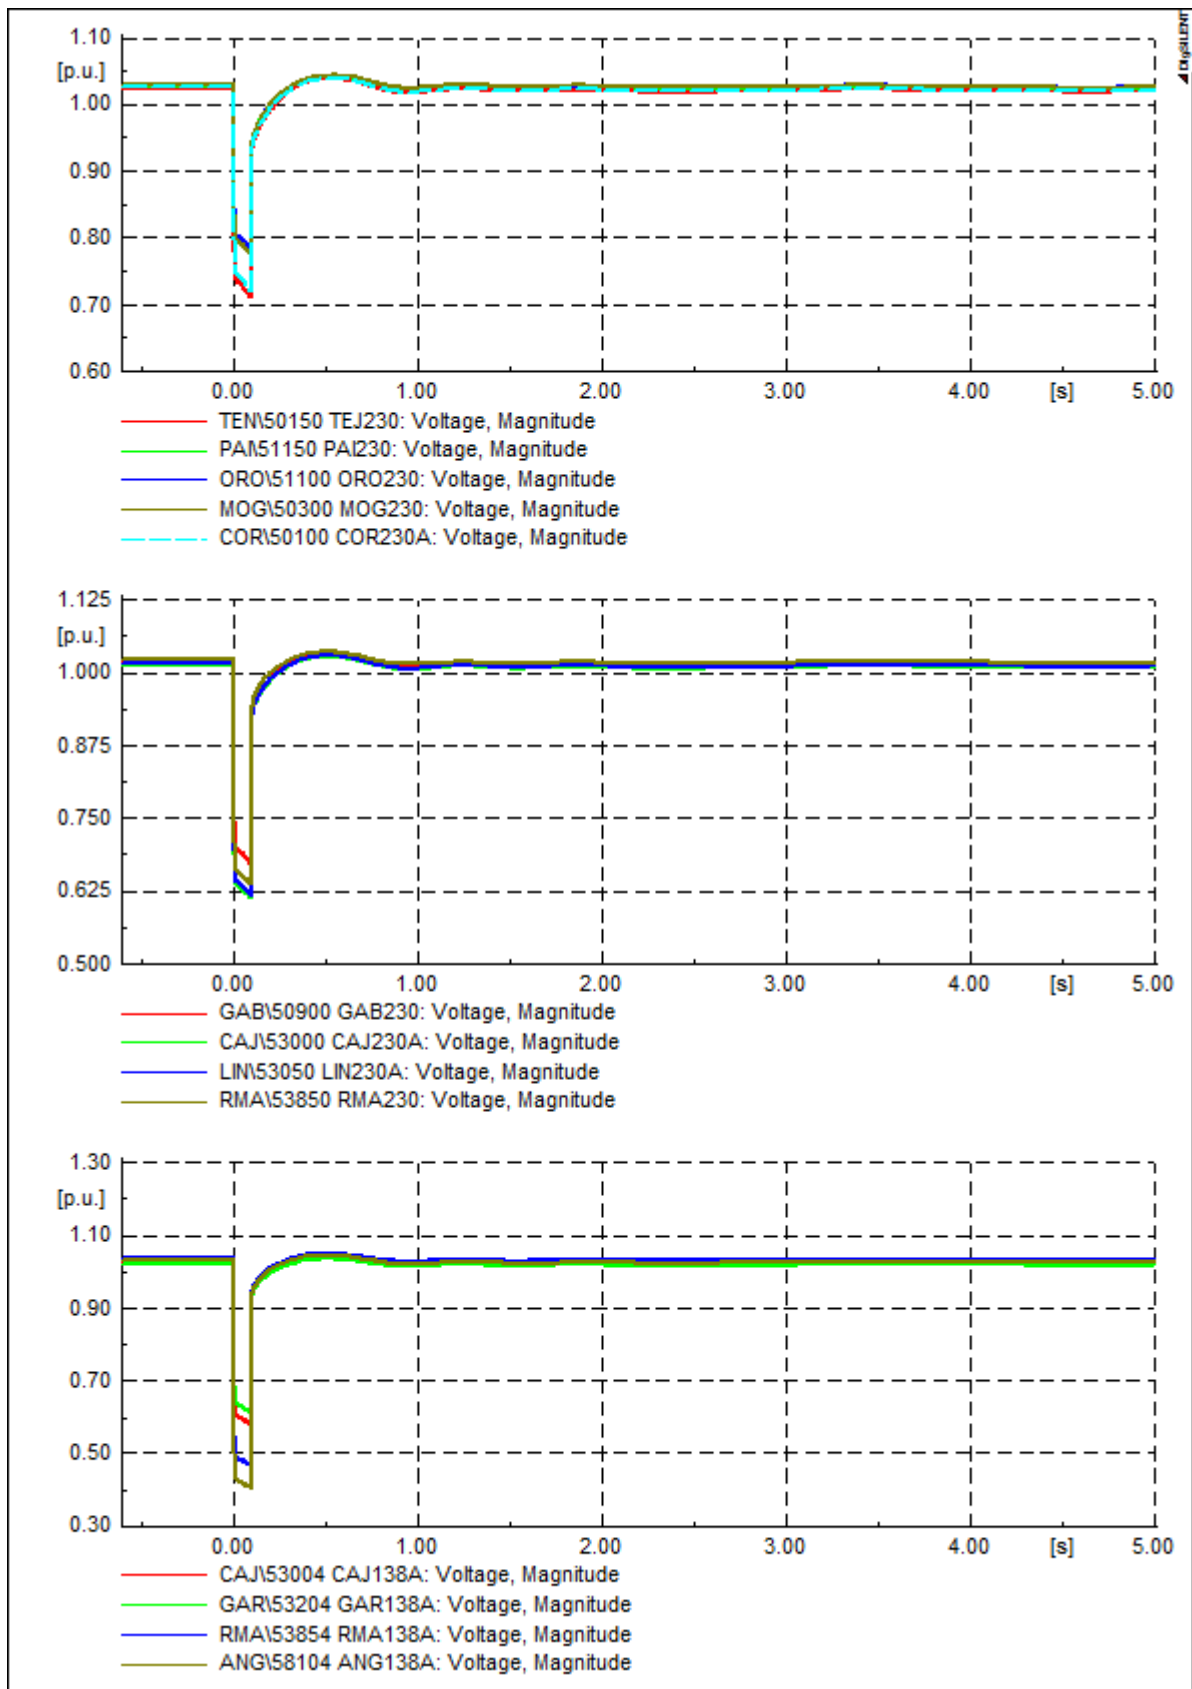 DIgSILENT
1.10
[p.u.]
1.00
0.90
0.80
0.70
0.60
0.00 1.00 2.00 3.00 4.00 [s] 5.00
TEN\50150 TEJ230: Voltage, Magnitude
PAI\51150 PAI230: Voltage, Magnitude
ORO\51100 ORO230: Voltage, Magnitude
MOG\50300 MOG230: Voltage, Magnitude
COR\50100 COR230A: Voltage, Magnitude
1.125
[p.u.]
1.000
0.875
0.750
0.625
0.500
0.00 1.00 2.00 3.00 4.00 [s] 5.00
GAB\50900 GAB230: Voltage, Magnitude
CAJ\53000 CAJ230A: Voltage, Magnitude
LIN\53050 LIN230A: Voltage, Magnitude
RMA\53850 RMA230: Voltage, Magnitude
1.30
[p.u.]
1.10
0.90
0.70
0.50
0.30
0.00 1.00 2.00 3.00 4.00 [s] 5.00
CAJ\53004 CAJ138A: Voltage, Magnitude
GAR\53204 GAR138A: Voltage, Magnitude
RMA\53854 RMA138A: Voltage, Magnitude
ANG\58104 ANG138A: Voltage, Magnitude